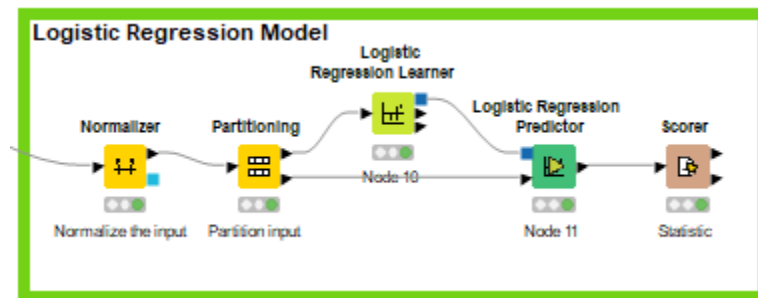 Logistic Regression Model
Logistic
Regression Learner
Normalizer
Partitioning
Logistic Regression
Predictor
Scorer
Node 10
Normalize the input
Partition input
Node 11
Statistic